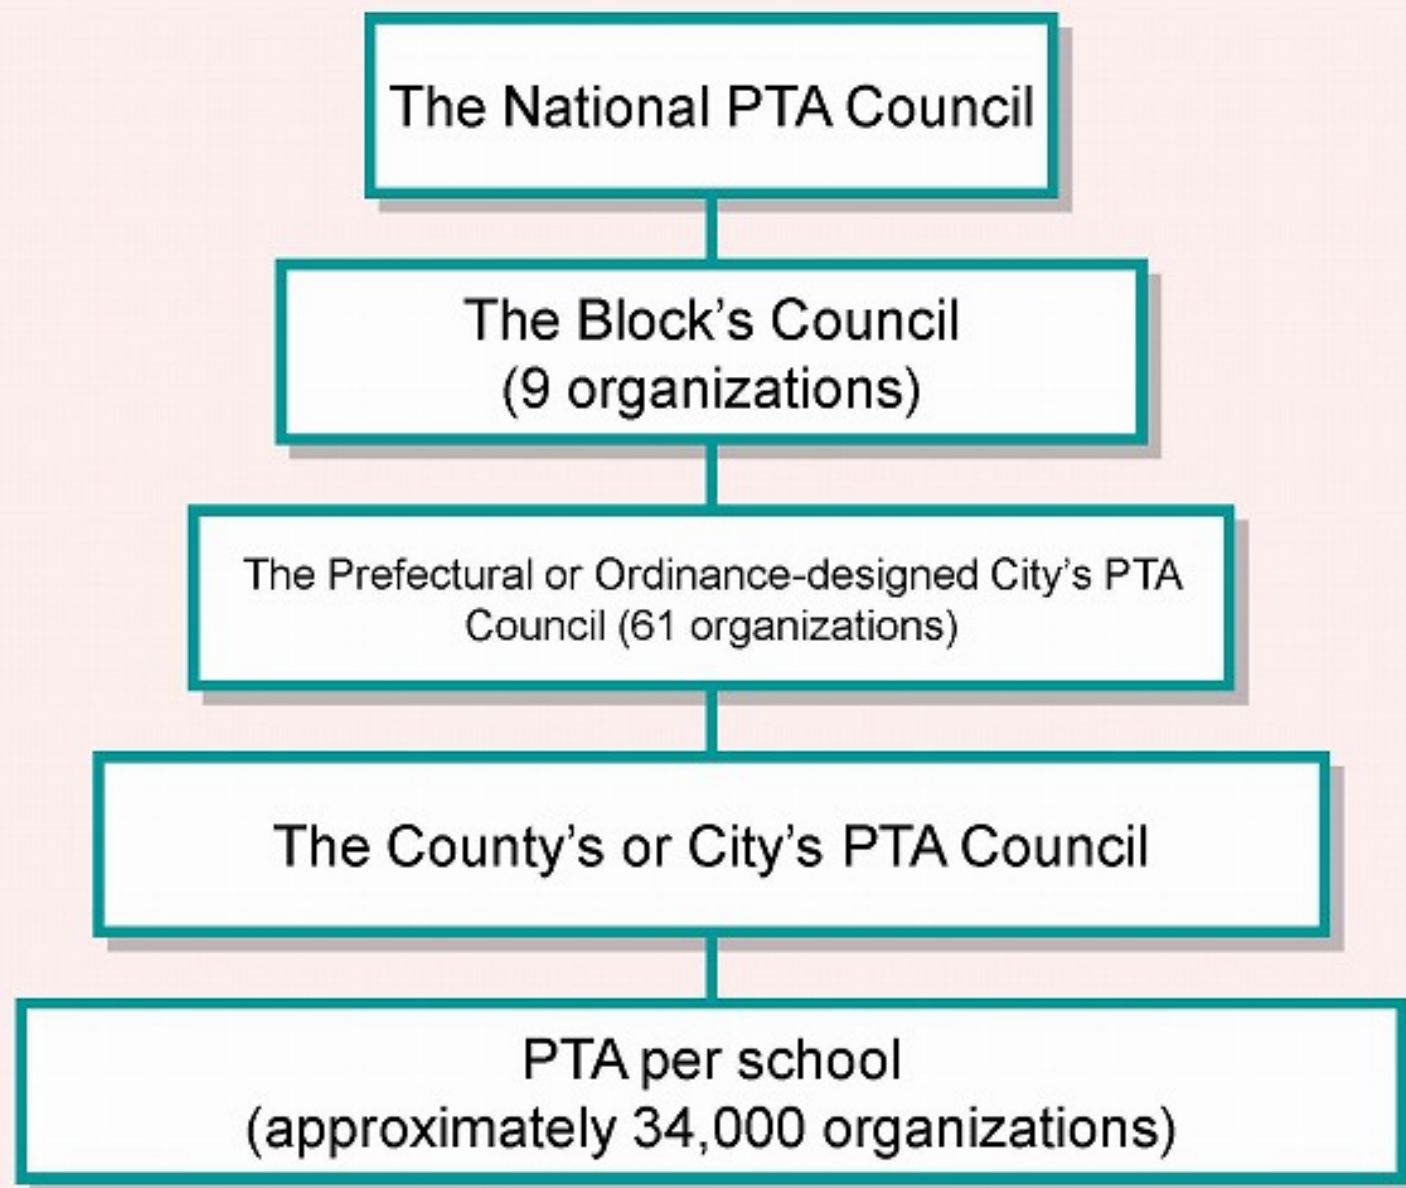 The National PTA Council
The Block’s Council
(9 organizations)
The Prefectural or Ordinance-designed City’s PTA
Council (61 organizations)
The County’s or City’s PTA Council
PTA per school
(approximately 34,000 organizations)